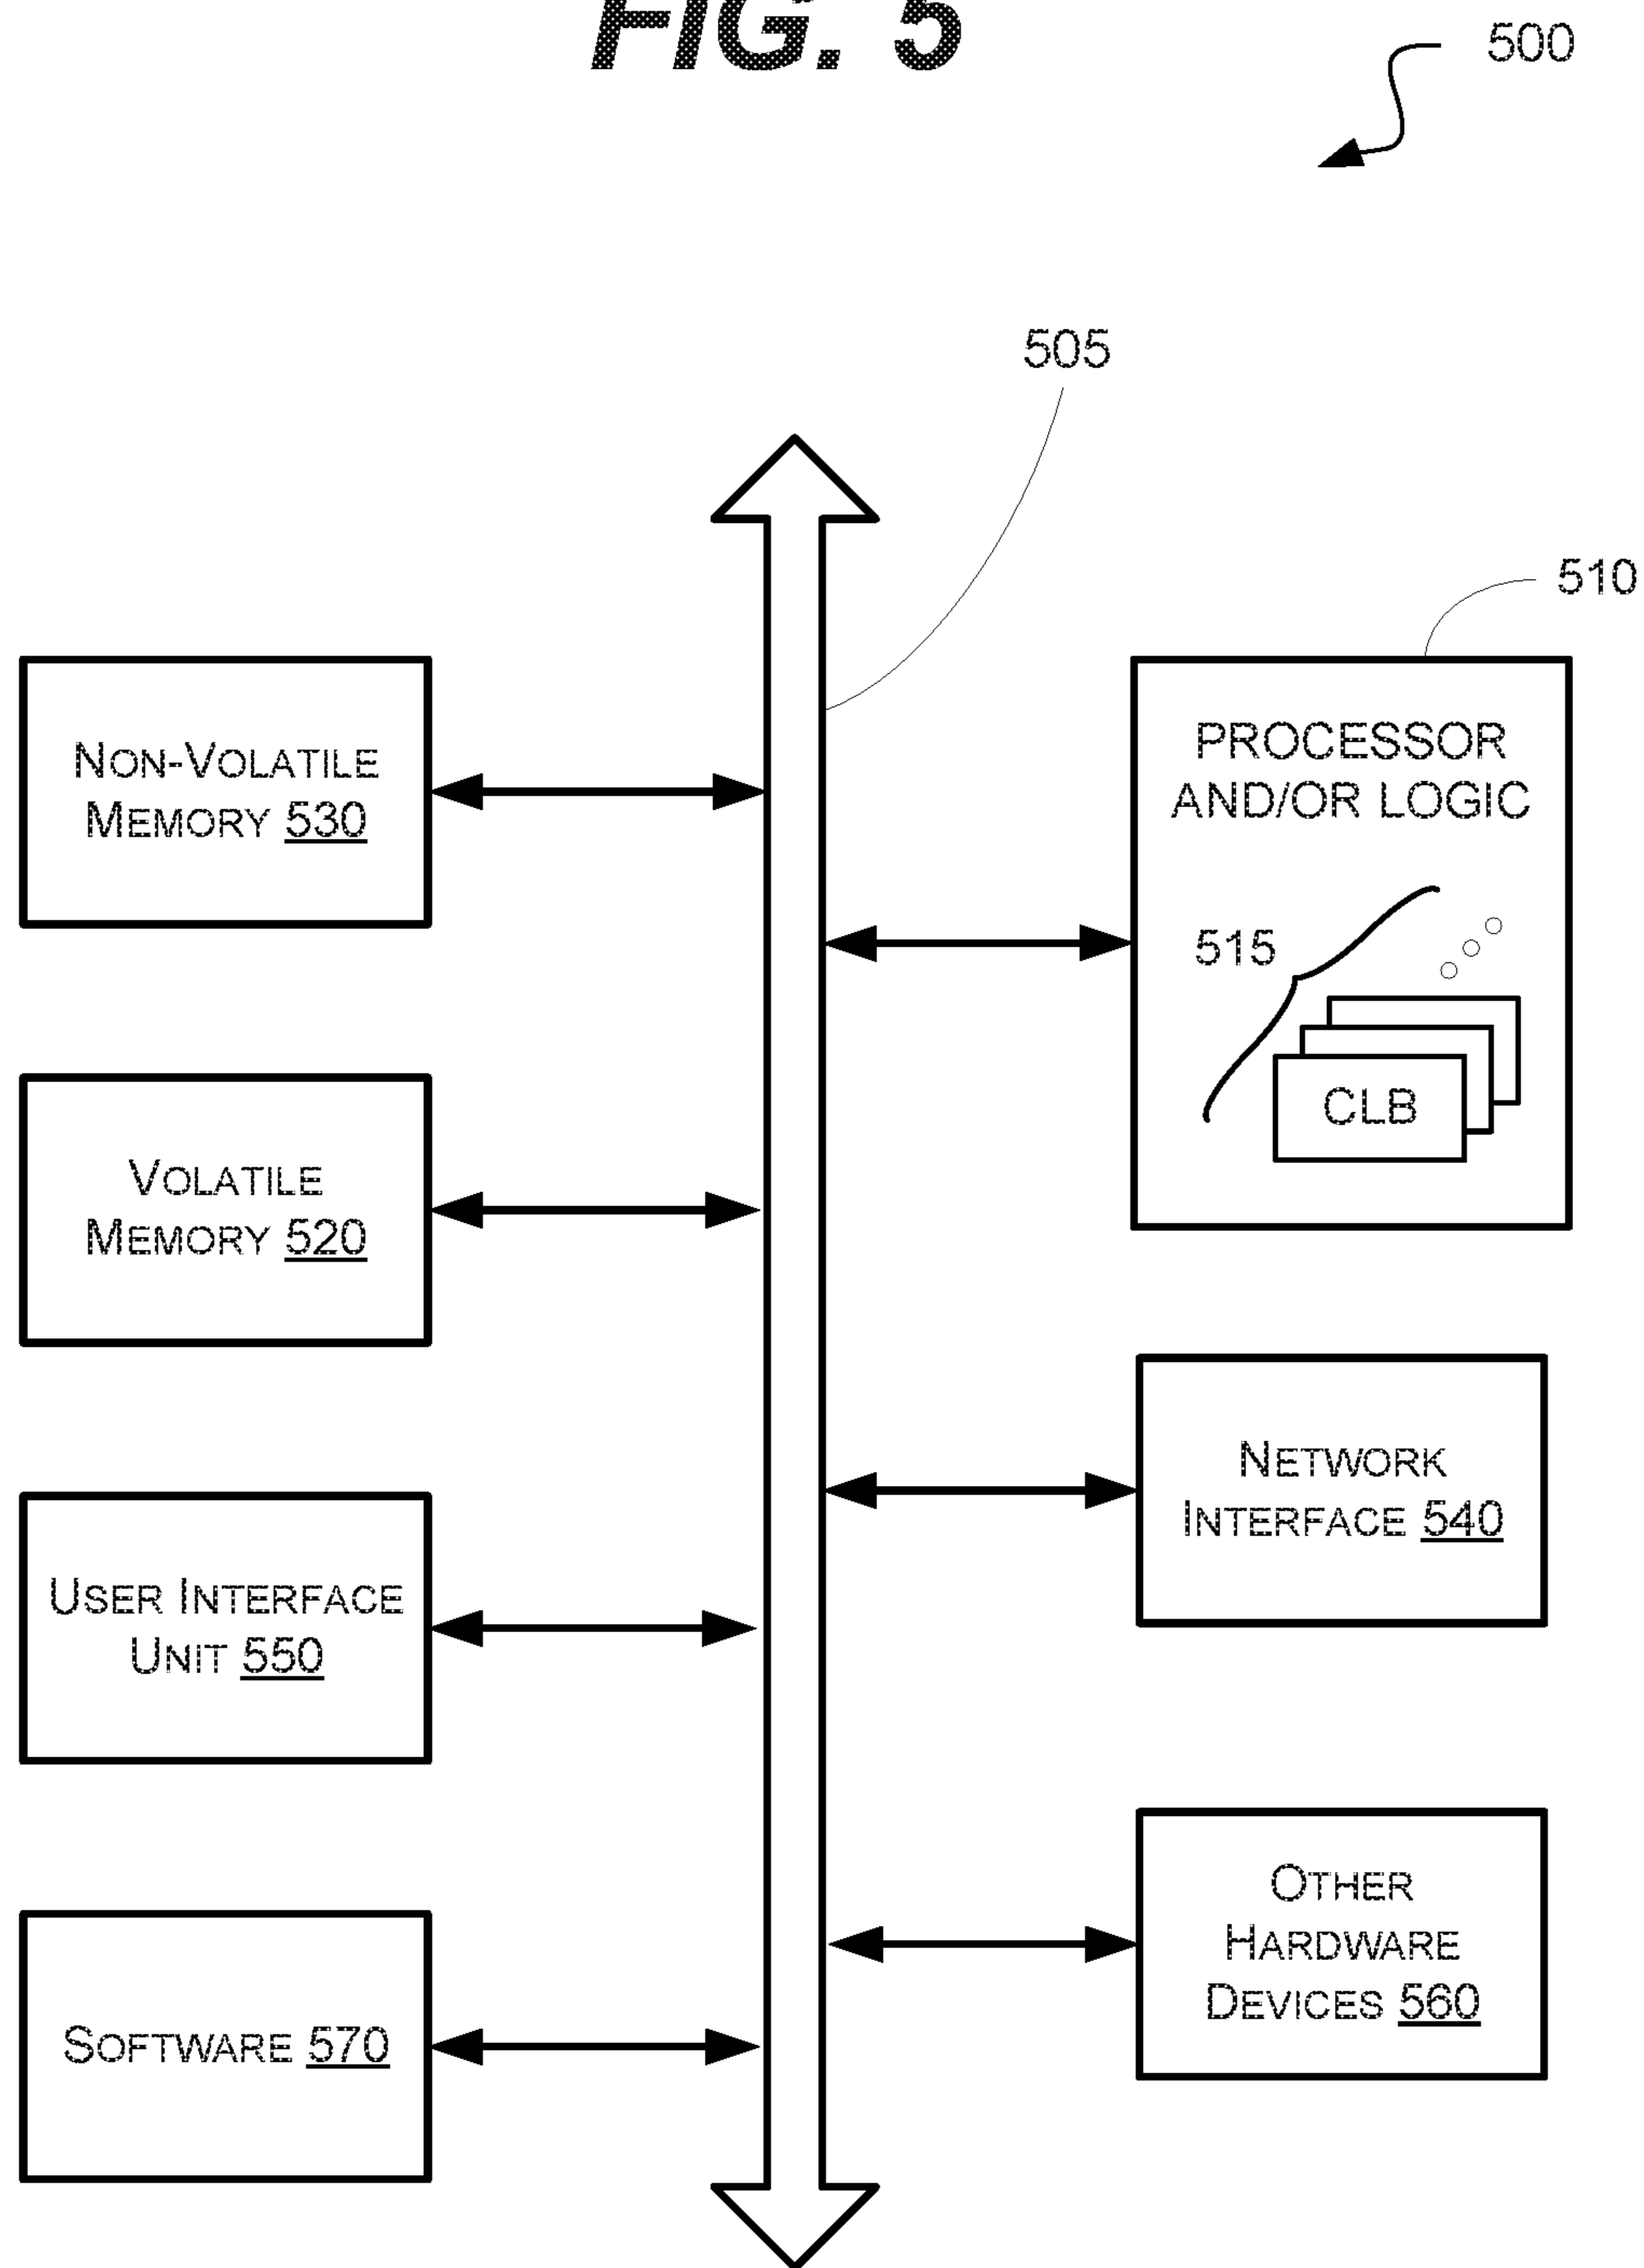 FIG. 5
500
505
510
NON-VOLATILE
MEMORY 530
PROCESSOR
AND/OR LOGIC
515
CLB
VOLATILE
MEMORY 520
NETWORK
INTERFACE 540
USER INTERFACE
UNIT 550
OTHER
HARDWARE
DEVICES 560
SOFTWARE 570